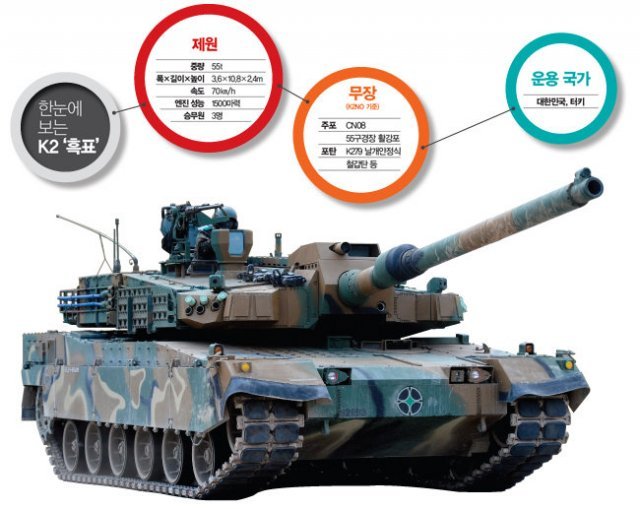 한눈에
보는
K2 ‘흑표’
제원
중량 55t
폭×길이×높이 3.6×10.8×2.4m
속도 70㎞/h
엔진 성능 1500마력
승무원 3명
무장
(K2NO 기준)
주포 CN08
55구경장 활강포
포탄 K279 날개안정식
철갑탄 등
운용 국가
대한민국, 터키